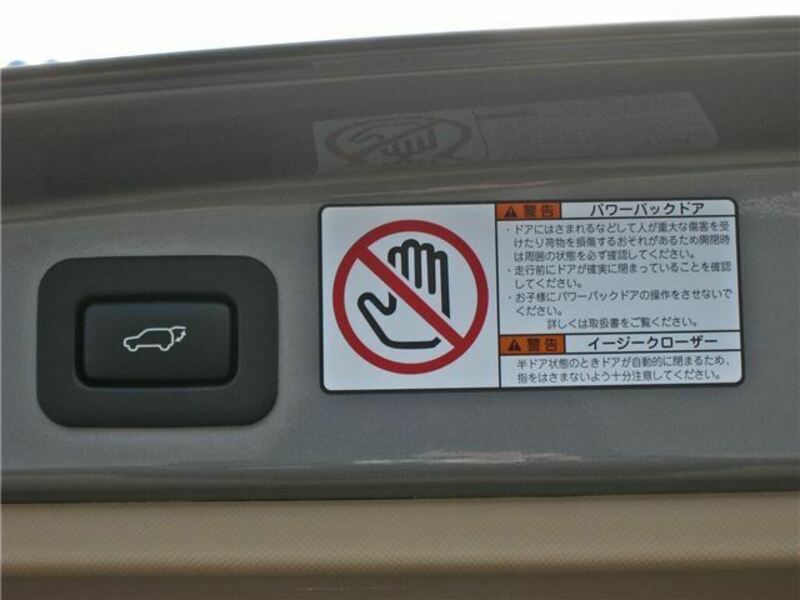 警告 パワーバックドア
・ドアにはさまれるなどして人が重大な傷害を受
けたり荷物を損傷するおそれがあるため開閉時
は周囲の状態を必ず確認してください。
・走行前にドアが確実に閉まっていることを確認
してください。
・お子様にパワーバックドアの操作をさせないで
ください。
詳しくは取扱書をご覧ください。
警告 イージークローザー
半ドア状態のときドアが自動的に閉まるため、
指をはさまないよう十分注意してください。